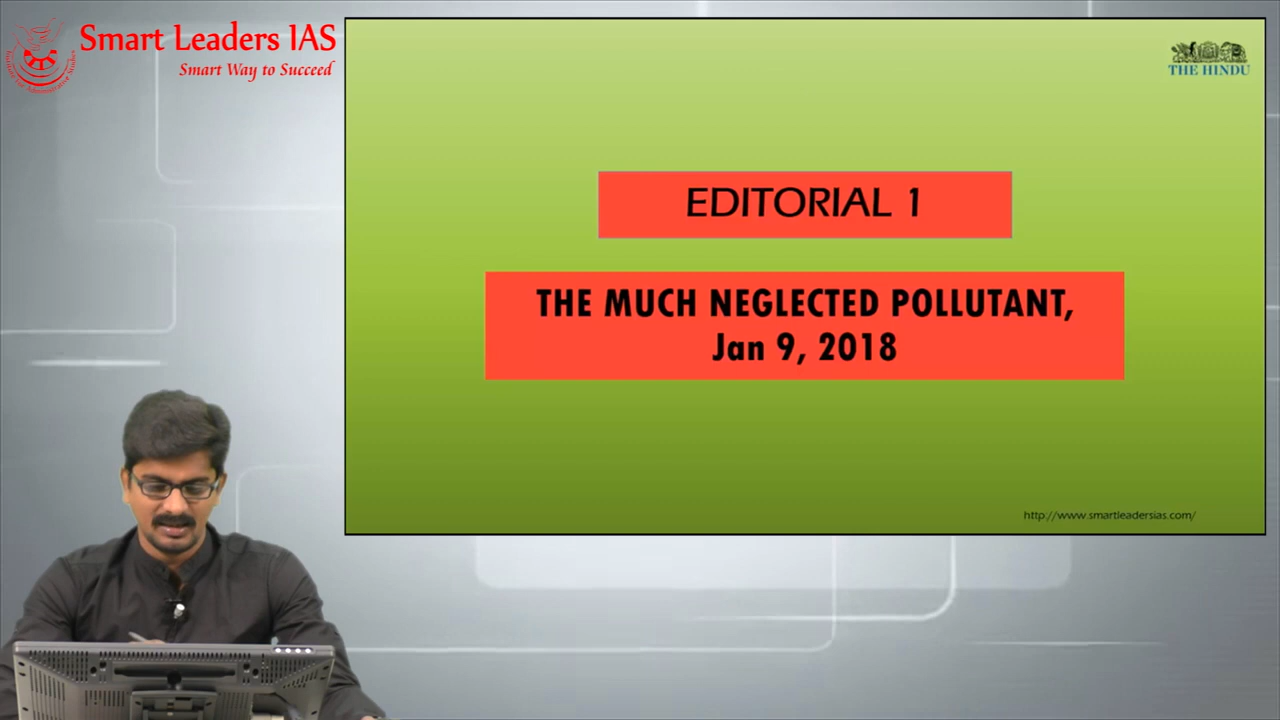 Smart Leaders IAS
Smart Way to Succeed
THE HINDU
EDITORIAL 1
THE MUCH NEGLECTED POLLUTANT,
Jan 9, 2018
http://www.smartleadersias.com/